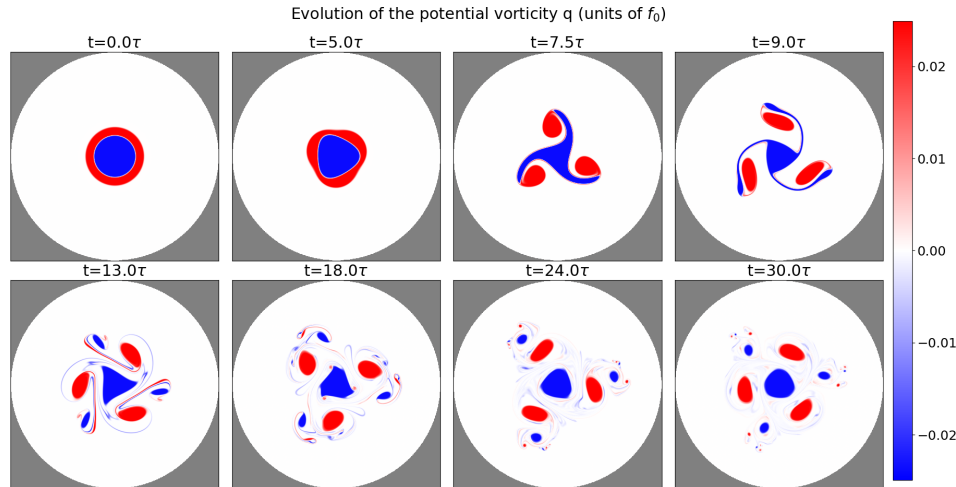 Evolution of the potential vorticity q (units of f₀)
t=0.0τ
t=5.0τ
t=7.5τ
t=9.0τ
t=13.0τ
t=18.0τ
t=24.0τ
t=30.0τ
0.02
0.01
0.00
−0.01
−0.02